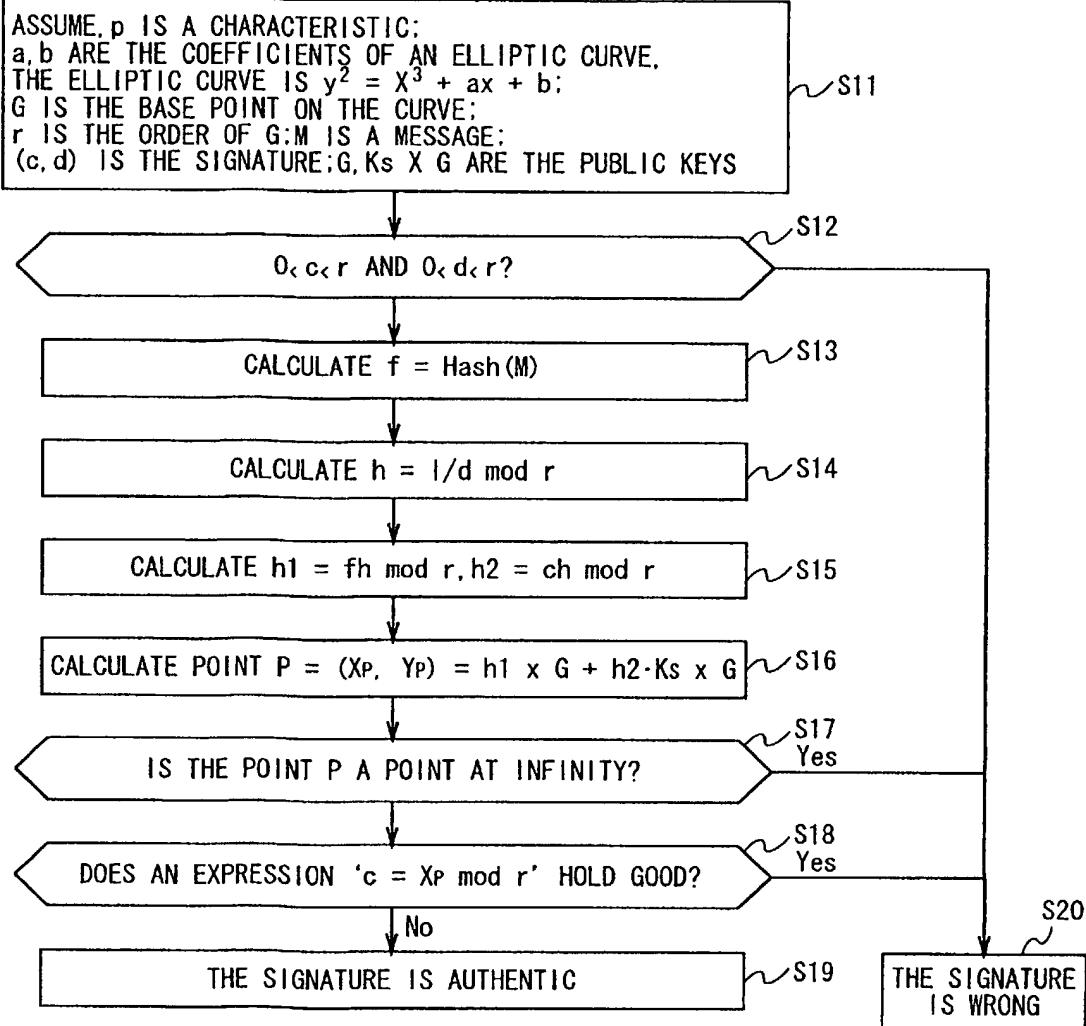 ASSUME, p IS A CHARACTERISTIC;
a, b ARE THE COEFFICIENTS OF AN ELLIPTIC CURVE,
THE ELLIPTIC CURVE IS y² = X³ + ax + b;
G IS THE BASE POINT ON THE CURVE;
r IS THE ORDER OF G;M IS A MESSAGE;
(c, d) IS THE SIGNATURE;G, Ks X G ARE THE PUBLIC KEYS
S11
S12
0< c< r AND 0< d< r?
CALCULATE f = Hash(M)
S13
CALCULATE h = l/d mod r
S14
CALCULATE h1 = fh mod r, h2 = ch mod r
S15
CALCULATE POINT P = (XP, YP) = h1 x G + h2·Ks x G
S16
S17
IS THE POINT P A POINT AT INFINITY?
Yes
S18
DOES AN EXPRESSION 'c = XP mod r' HOLD GOOD?
Yes
No
S20
THE SIGNATURE IS AUTHENTIC
S19
THE SIGNATURE
IS WRONG